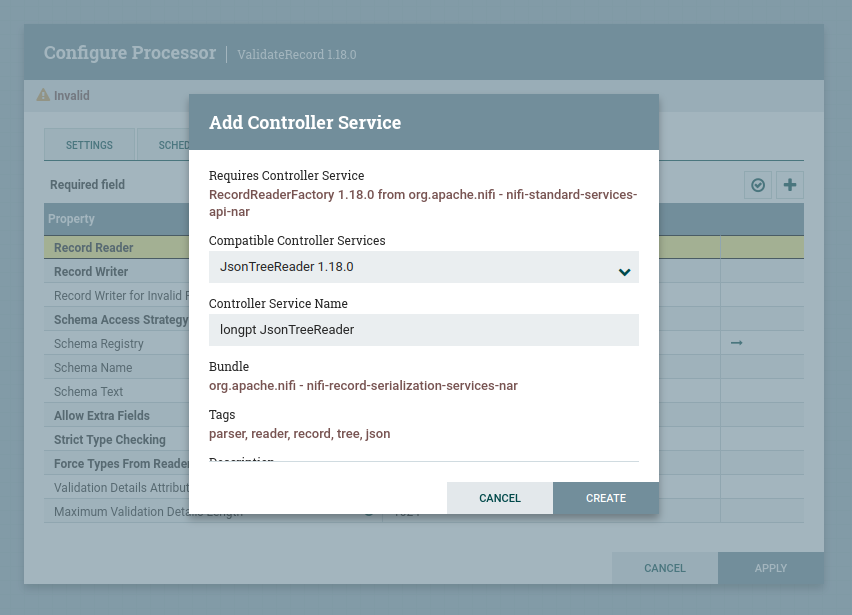 Configure Processor | ValidateRecord 1.18.0
Invalid
SETTINGS
Required field
Property
Record Reader
Record Writer
Record Writer for Invalid
Schema Access Strategy
Schema Registry
Schema Name
Schema Text
Allow Extra Fields
Strict Type Checking
Force Types From Reader
Validation Details
Maximum Validation Details Length
CANCEL
APPLY
Add Controller Service
Requires Controller Service
RecordReaderFactory 1.18.0 from org.apache.nifi - nifi-standard-services-
api-nar
Compatible Controller Services
JsonTreeReader 1.18.0
Controller Service Name
longpt JsonTreeReader
Bundle
org.apache.nifi - nifi-record-serialization-services-nar
Tags
parser, reader, record, tree, json
Description
CANCEL
CREATE